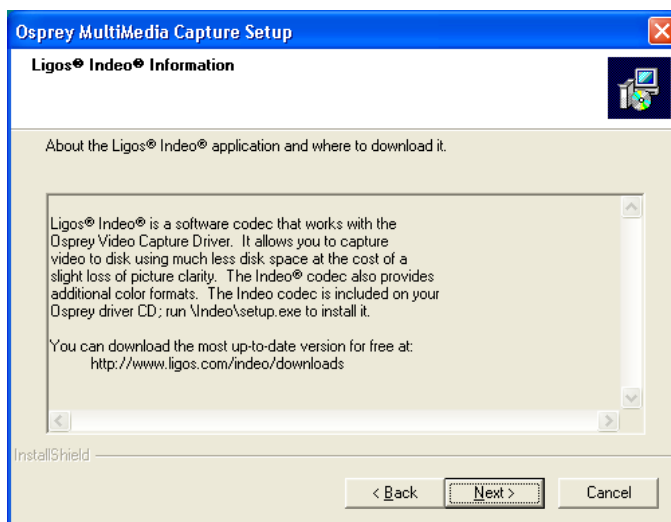 Osprey MultiMedia Capture Setup
Ligos® Indeo® Information
About the Ligos® Indeo® application and where to download it.
Ligos® Indeo® is a software codec that works with the
Osprey Video Capture Driver.  It allows you to capture
video to disk using much less disk space at the cost of a
slight loss of picture clarity.  The Indeo® codec also provides
additional color formats.  The Indeo codec is included on your
Osprey driver CD; run \Indeo\setup.exe to install it.
You can download the most up-to-date version for free at:
http://www.ligos.com/indeo/downloads
InstallShield
< Back
Next >
Cancel